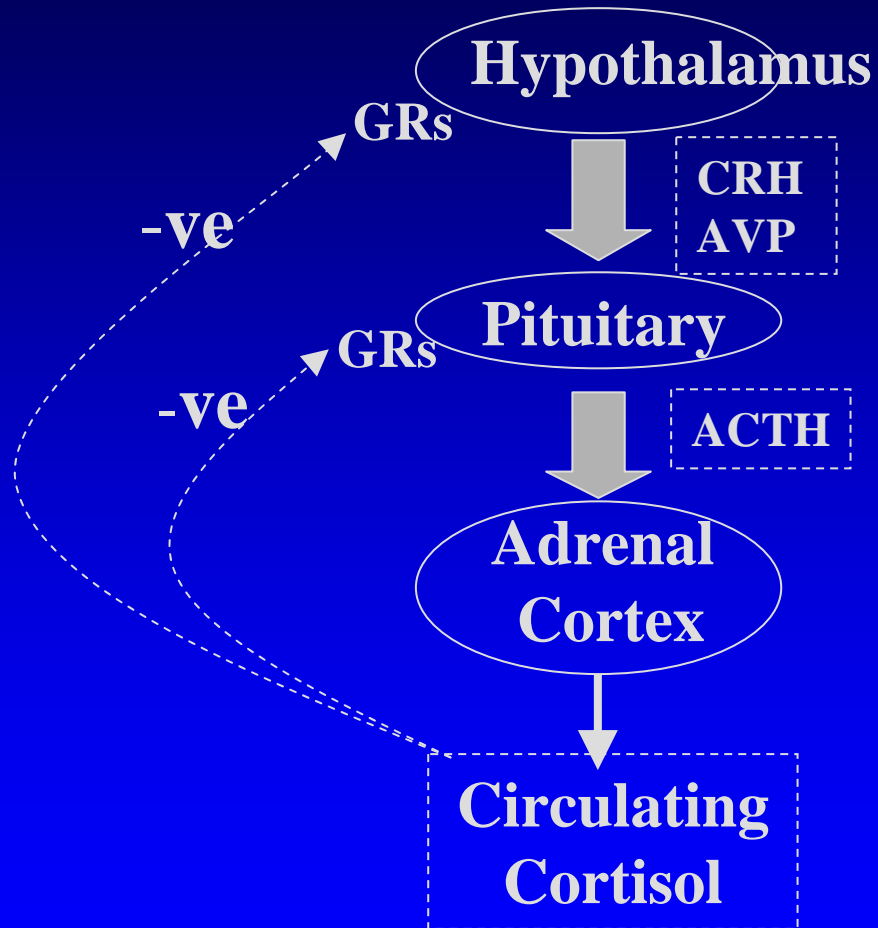 Hypothalamus
GRs
CRH
AVP
-ve
Pituitary
GRs
-ve
ACTH
Adrenal
Cortex
Circulating
Cortisol